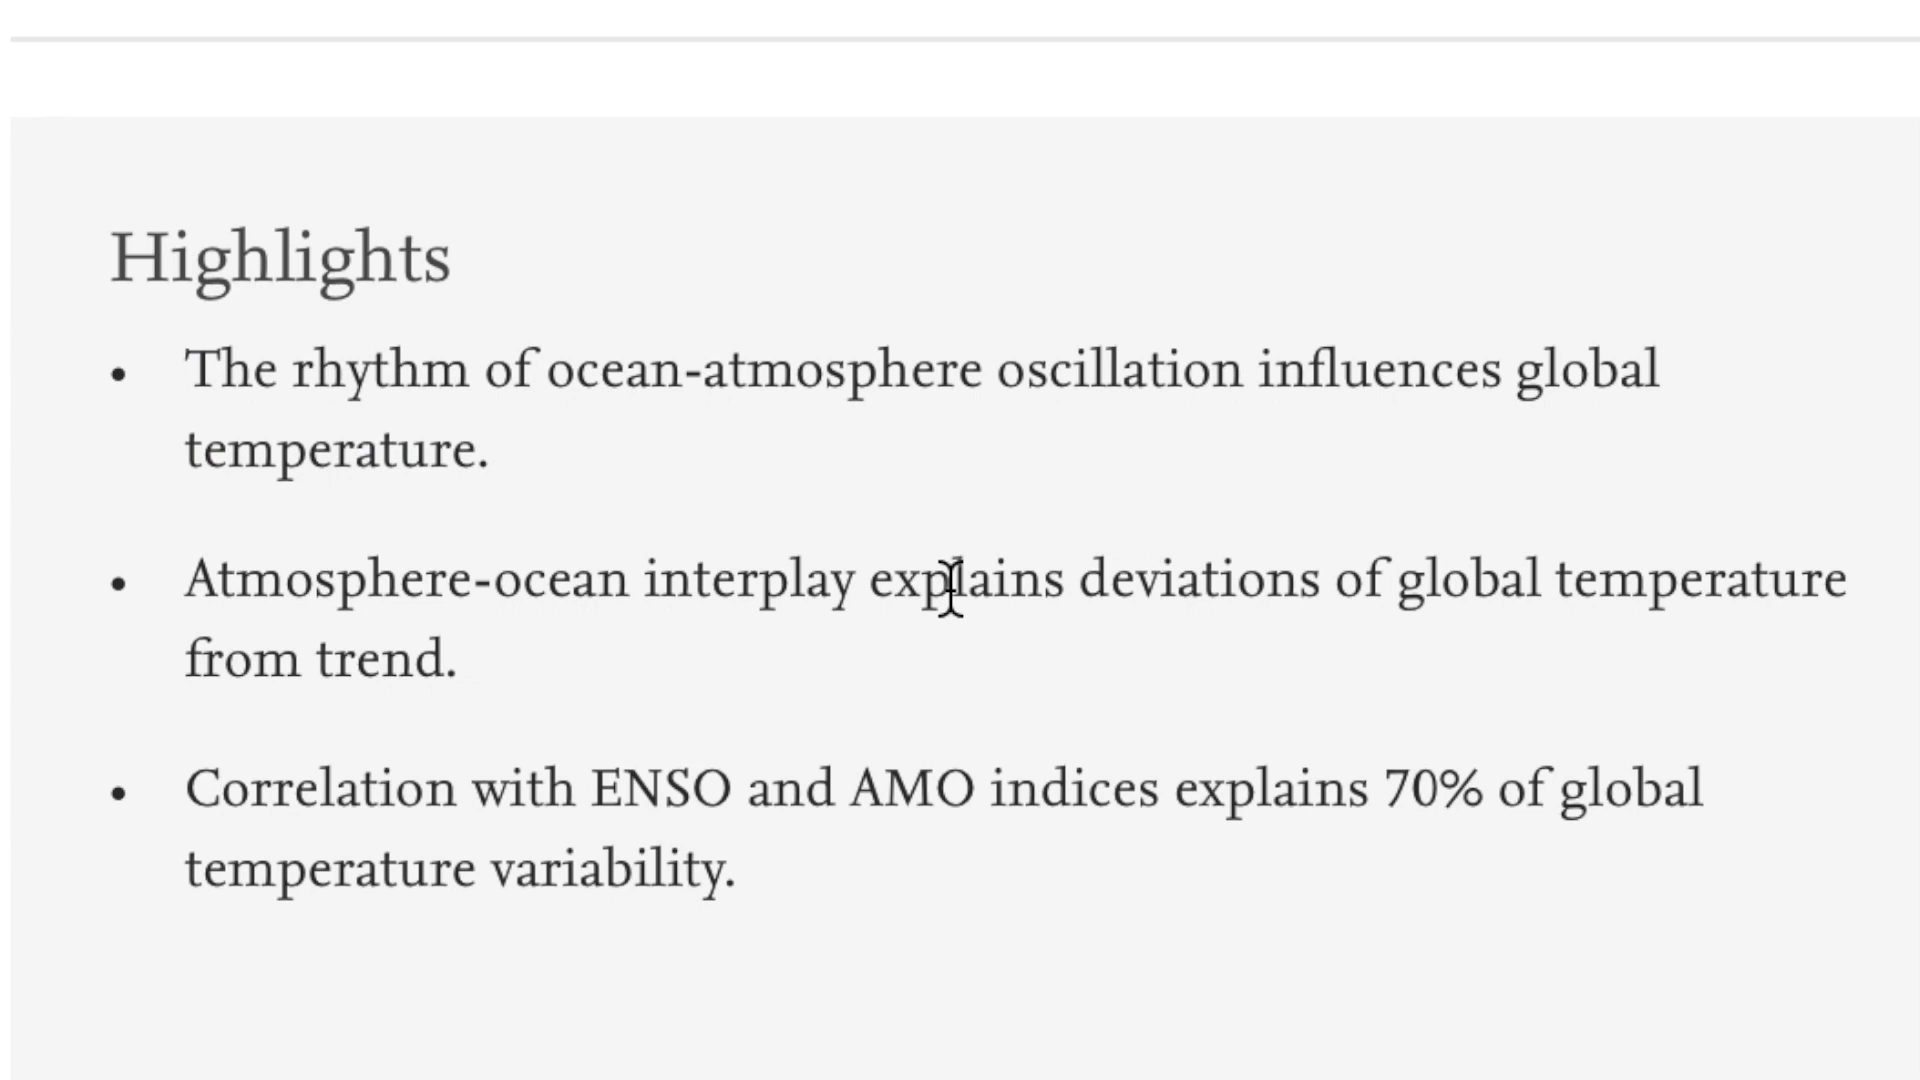 Highlights
• The rhythm of ocean-atmosphere oscillation influences global
temperature.
• Atmosphere-ocean interplay explains deviations of global temperature
from trend.
• Correlation with ENSO and AMO indices explains 70% of global
temperature variability.